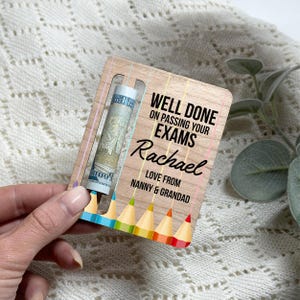 WELL DONE
ON PASSING YOUR
EXAMS
Rachael
LOVE FROM
NANNY & GRANDAD